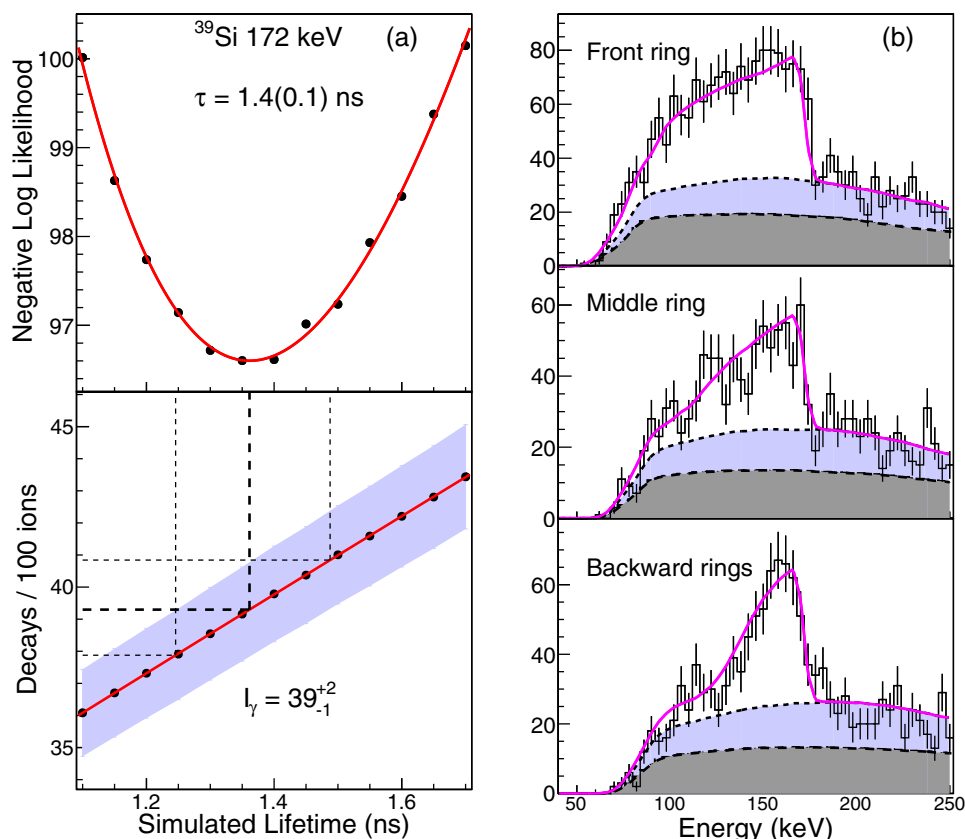 ³⁹Si 172 keV (a)
τ = 1.4(0.1) ns
Negative Log Likelihood
100
99
98
97
Decays / 100 ions
45
40
35
I_γ = 39⁺²₋₁
1.2 1.4 1.6
Simulated Lifetime (ns)
(b)
Front ring
80
60
40
20
0
Middle ring
60
40
20
0
Backward rings
60
40
20
0
50 100 150 200 250
Energy (keV)